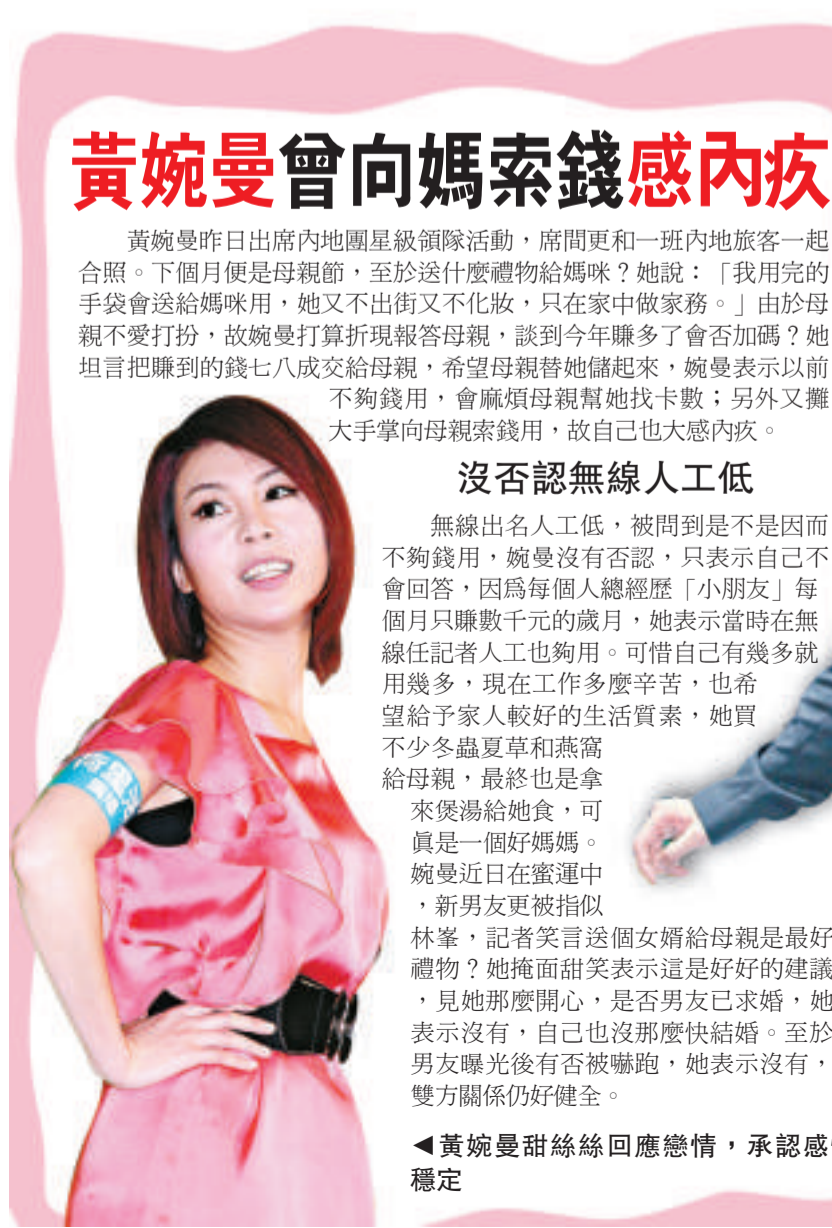 黃婉曼曾向媽索錢感內疚
黃婉曼昨日出席內地團星級領隊活動，席間更和一班內地旅客一起
合照。下個月便是母親節，至於送什麼禮物給媽咪？她說：「我用完的
手袋會送給媽咪用，她又不出街又不化妝，只在家中做家務。」由於母
親不愛打扮，故婉曼打算折現報答母親，談到今年賺多了會否加碼？她
坦言把賺到的錢七八成交給母親，希望母親替她儲起來，婉曼表示以前
不夠錢用，會麻煩母親幫她找卡數；另外又攤
大手掌向母親索錢用，故自己也大感內疚。
沒否認無線人工低
無線出名人工低，被問到是不是因而
不夠錢用，婉曼沒有否認，只表示自己不
會回答，因爲每個人總經歷「小朋友」每
個月只賺數千元的歲月，她表示當時在無
線任記者人工也夠用。可惜自己有幾多就
用幾多，現在工作多麼辛苦，也希
望給予家人較好的生活質素，她買
不少冬蟲夏草和燕窩
給母親，最終也是拿
來煲湯給她食，可
眞是一個好媽媽。
婉曼近日在蜜運中
，新男友更被指似
林峯，記者笑言送個女婿給母親是最好
禮物？她掩面甜笑表示這是好好的建議
，見她那麼開心，是否男友已求婚，她
表示沒有，自己也沒那麼快結婚。至於
男友曝光後有否被嚇跑，她表示沒有，
雙方關係仍好健全。
◀黃婉曼甜絲絲回應戀情，承認感
穩定